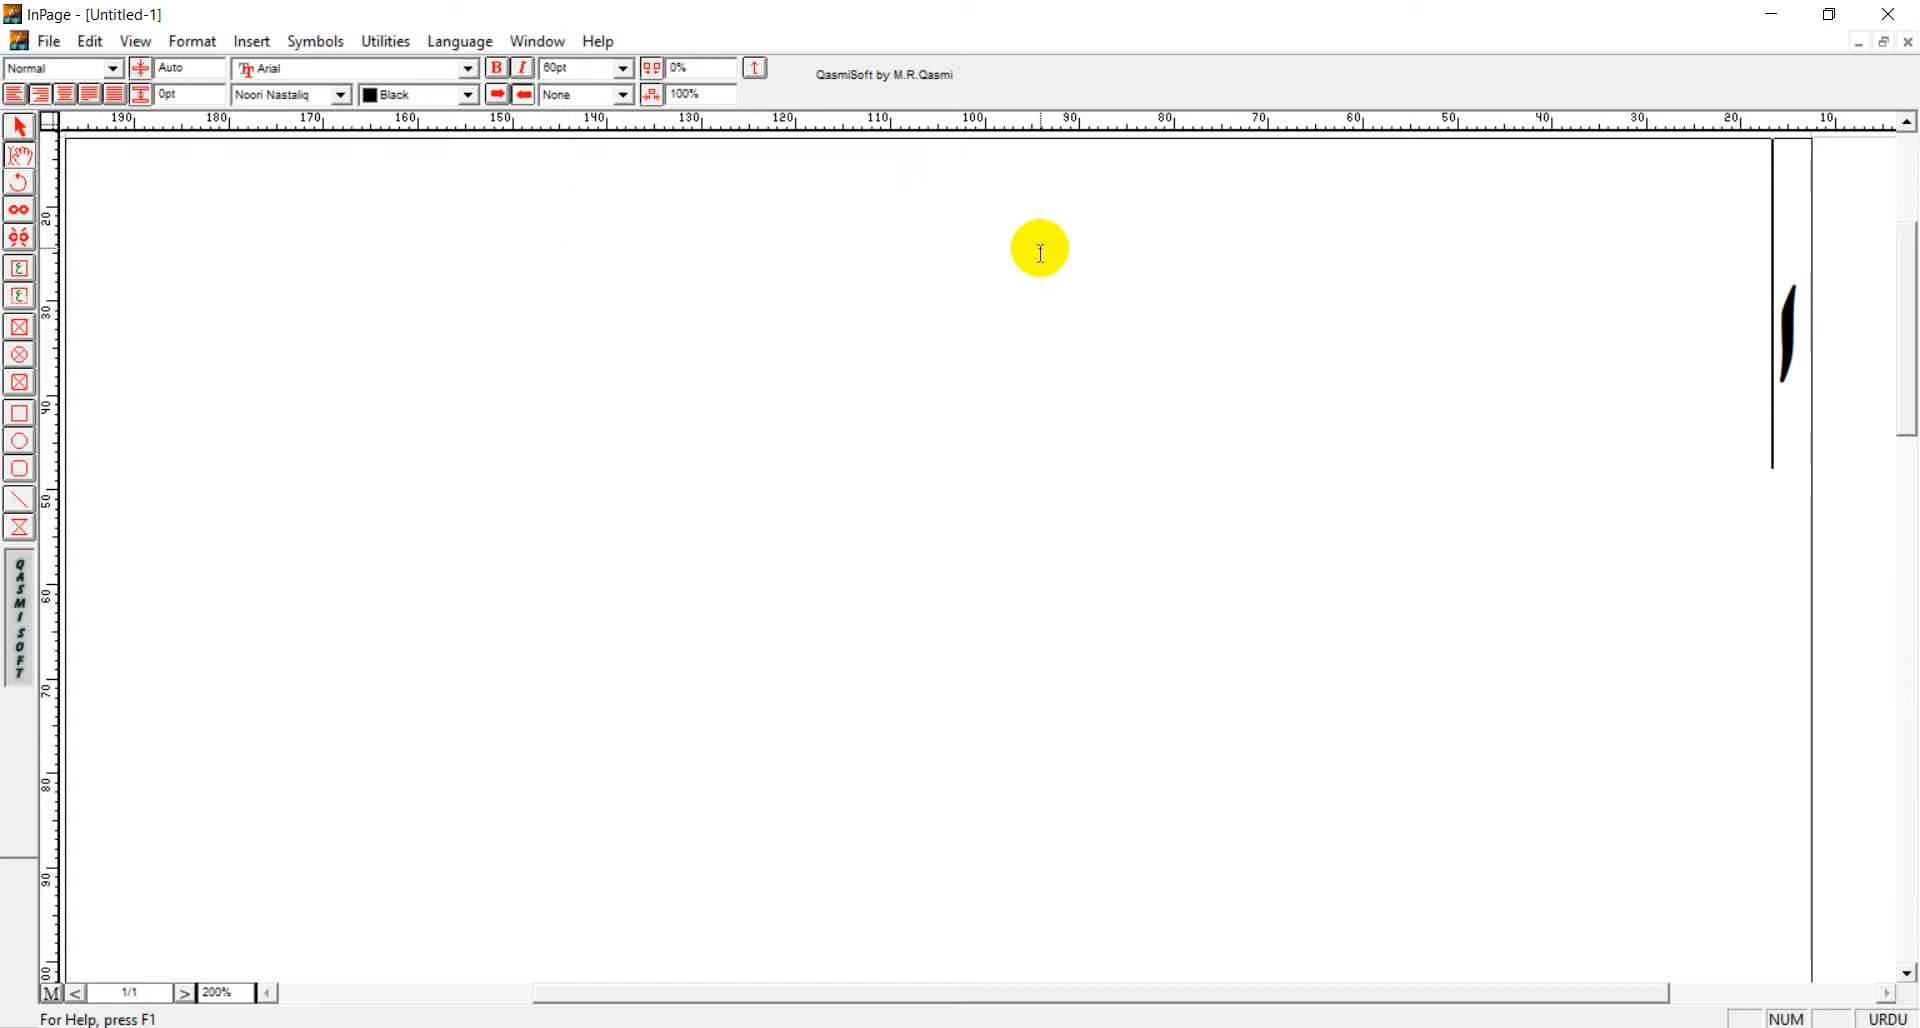 InPage - [Untitled-1]
File Edit View Format Insert Symbols Utilities Language Window Help
Normal Auto Arial B I 60pt 0%
QasmiSoft by M.R.Qasmi
0pt Noori Nastaliq Black None 100%
190 180 170 160 150 140 130 120 110 100 90 80 70 60 50 40 30 20 10
20
30
40
50
60
70
80
90
00
ع
ع
QASMI SOFT
ا
M < 1/1 > 200%
For Help, press F1
NUM URDU